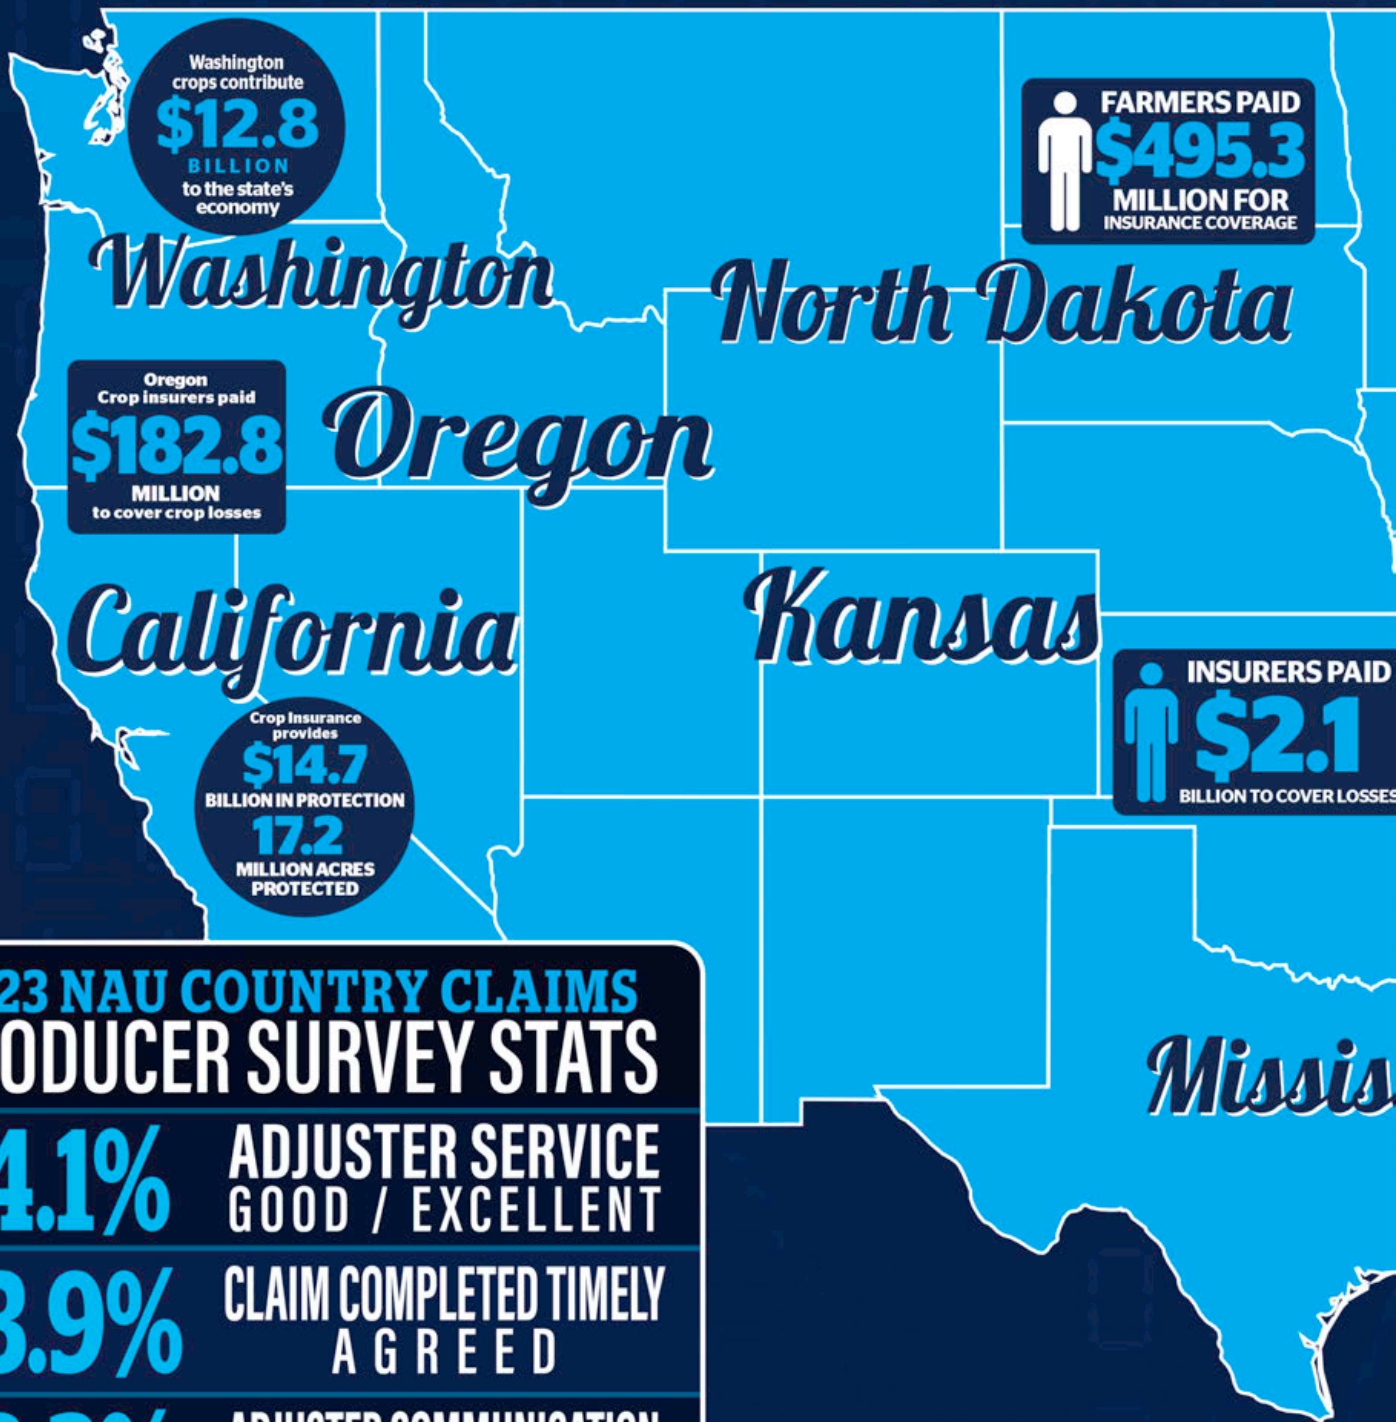 Washington
crops contribute
$12.8
BILLION
to the state's
economy
Washington
FARMERS PAID
$495.3
MILLION FOR
INSURANCE COVERAGE
North Dakota
Oregon
Crop insurers paid
$182.8
MILLION
to cover crop losses
Oregon
California
Crop Insurance
provides
$14.7
BILLION IN PROTECTION
17.2
MILLION ACRES
PROTECTED
Kansas
INSURERS PAID
$2.1
BILLION TO COVER LOSSES
Missis
23 NAU COUNTRY CLAIMS
ODUCER SURVEY STATS
4.1%
ADJUSTER SERVICE
GOOD / EXCELLENT
3.9%
CLAIM COMPLETED TIMELY
AGREED
ADJUSTER COMMUNICATION